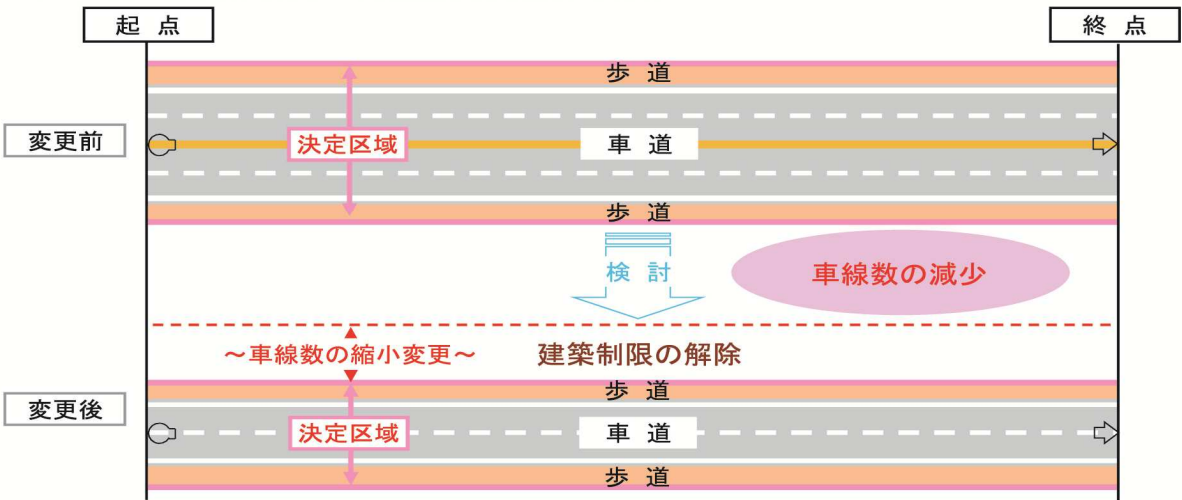 起点
終点
歩道
変更前
決定区域
車道
歩道
検討
車線数の減少
～車線数の縮小変更～
建築制限の解除
歩道
変更後
決定区域
車道
歩道